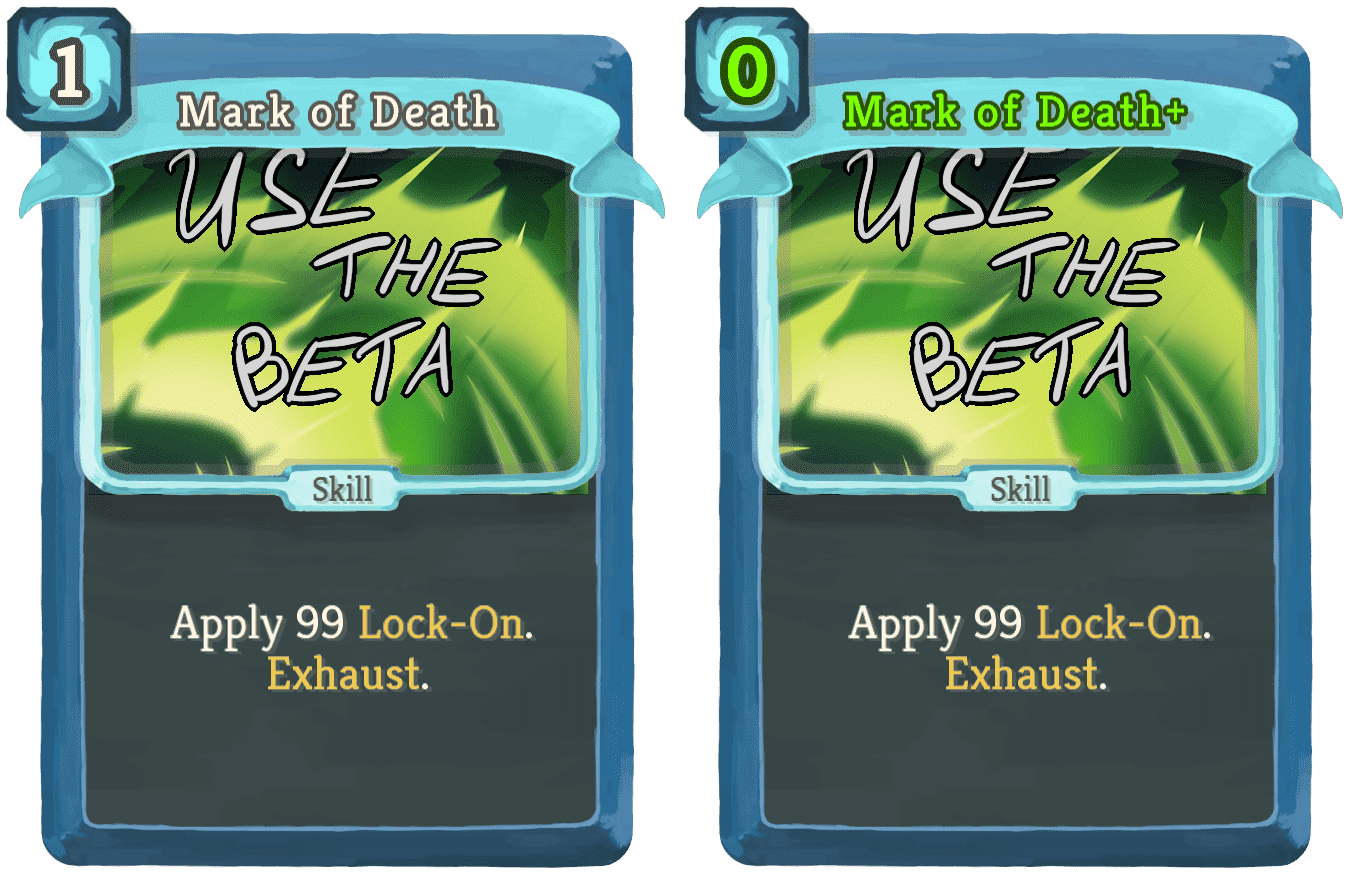 1
Mark of Death
USE
THE
BETA
Skill
Apply 99 Lock-On.
Exhaust.
0
Mark of Death+
USE
THE
BETA
Skill
Apply 99 Lock-On.
Exhaust.